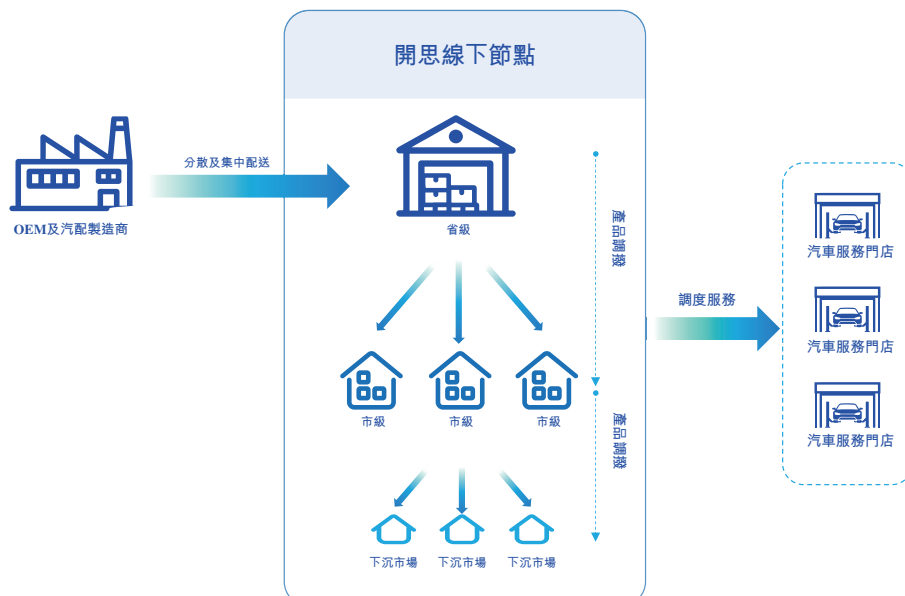 開思線下節點
分散及集中配送
OEM及汽配製造商
省級
產品調撥
調度服務
汽車服務門店
汽車服務門店
汽車服務門店
市級
市級
市級
產品調撥
下沉市場
下沉市場
下沉市場